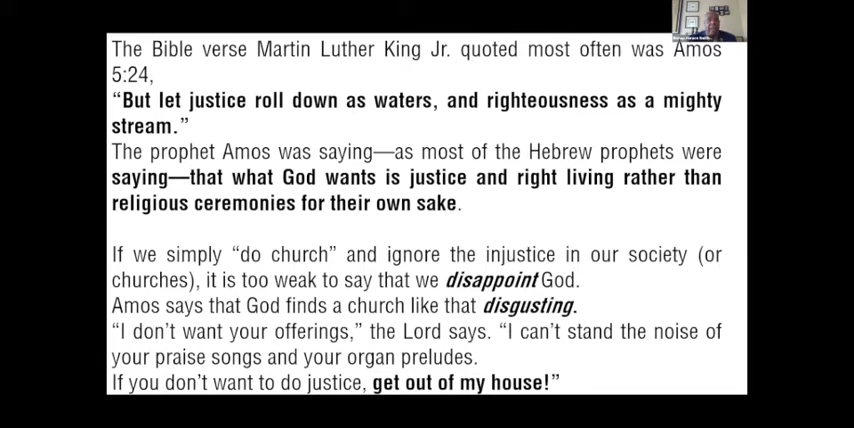 The Bible verse Martin Luther King Jr. quoted most often was Amos
5:24,
“But let justice roll down as waters, and righteousness as a mighty
stream.”
The prophet Amos was saying—as most of the Hebrew prophets were
saying—that what God wants is justice and right living rather than
religious ceremonies for their own sake.
If we simply “do church” and ignore the injustice in our society (or
churches), it is too weak to say that we disappoint God.
Amos says that God finds a church like that disgusting.
“I don’t want your offerings,” the Lord says. “I can’t stand the noise of
your praise songs and your organ preludes.
If you don’t want to do justice, get out of my house!”